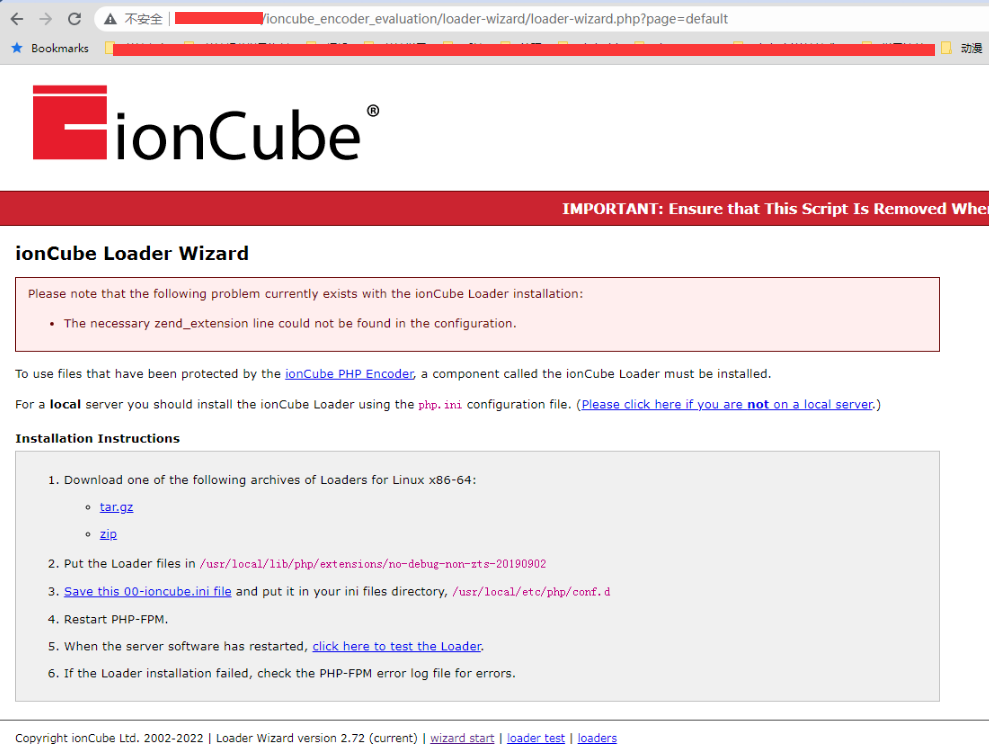 不安全
/ioncube_encoder_evaluation/loader-wizard/loader-wizard.php?page=default
Bookmarks
动漫
ionCube®
IMPORTANT: Ensure that This Script Is Removed Whe
ionCube Loader Wizard
Please note that the following problem currently exists with the ionCube Loader installation:
• The necessary zend_extension line could not be found in the configuration.
To use files that have been protected by the ionCube PHP Encoder, a component called the ionCube Loader must be installed.
For a local server you should install the ionCube Loader using the php.ini configuration file. (Please click here if you are not on a local server.)
Installation Instructions
1. Download one of the following archives of Loaders for Linux x86-64:
tar.gz
zip
2. Put the Loader files in /usr/local/lib/php/extensions/no-debug-non-zts-20190902
3. Save this 00-ioncube.ini file and put it in your ini files directory, /usr/local/etc/php/conf.d
4. Restart PHP-FPM.
5. When the server software has restarted, click here to test the Loader.
6. If the Loader installation failed, check the PHP-FPM error log file for errors.
Copyright ionCube Ltd. 2002-2022 | Loader Wizard version 2.72 (current) | wizard start | loader test | loaders